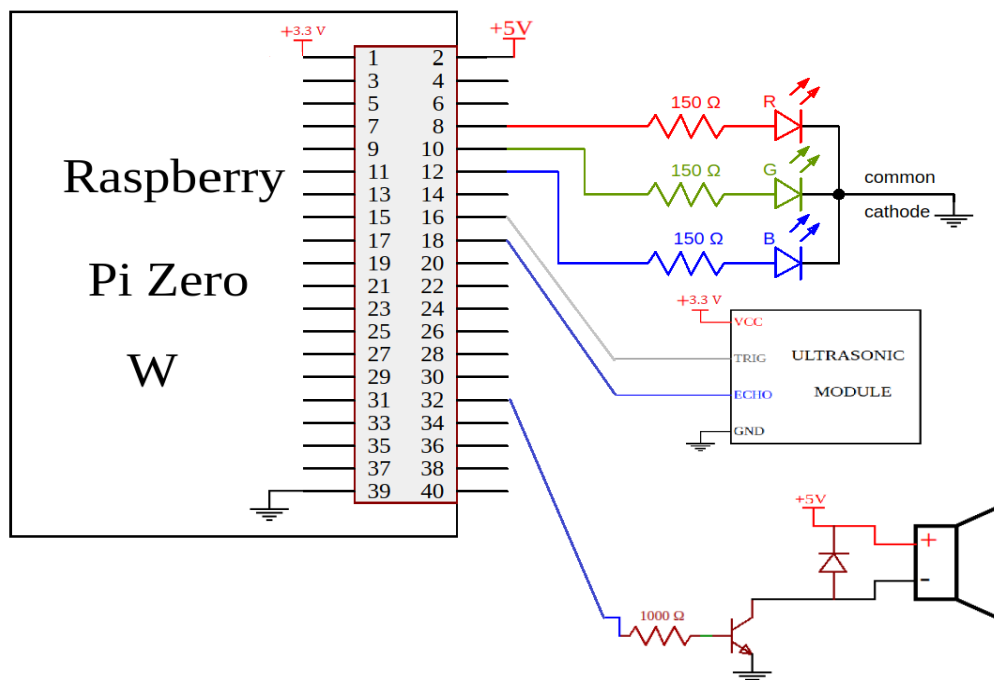 +3.3 V
+5V
1 2
3 4
5 6
7 8
9 10
11 12
13 14
15 16
17 18
19 20
21 22
23 24
25 26
27 28
29 30
31 32
33 34
35 36
37 38
39 40
Raspberry
Pi Zero
W
150 Ω
R
150 Ω
G
150 Ω
B
common
cathode
+3.3 V
VCC
TRIG
ECHO
GND
ULTRASONIC
MODULE
+5V
+
-
1000 Ω